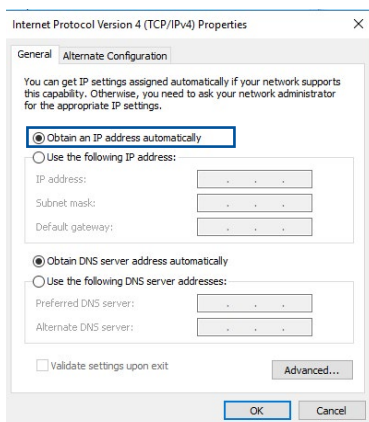 Internet Protocol Version 4 (TCP/IPv4) Properties
General
Alternate Configuration
You can get IP settings assigned automatically if your network supports
this capability. Otherwise, you need to ask your network administrator
for the appropriate IP settings.
Obtain an IP address automatically
Use the following IP address:
IP address:
Subnet mask:
Default gateway:
Obtain DNS server address automatically
Use the following DNS server addresses:
Preferred DNS server:
Alternate DNS server:
Validate settings upon exit
Advanced...
OK
Cancel